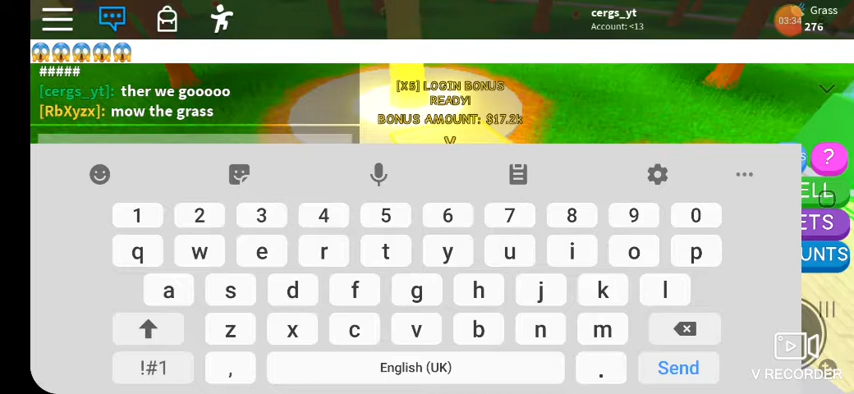 cergs_yt
Account: <13
Grass
03:34
276
😱😱😱😱😱
#####
[cergs_yt]: ther we gooooo
[RbXyzx]: mow the grass
[X5] LOGIN BONUS
READY!
BONUS AMOUNT: $17.2k
V
?
ELL
ETS
UNTS
1 2 3 4 5 6 7 8 9 0
q w e r t y u i o p
a s d f g h j k l
z x c v b n m
!#1 , English (UK) . Send
V RECORDER